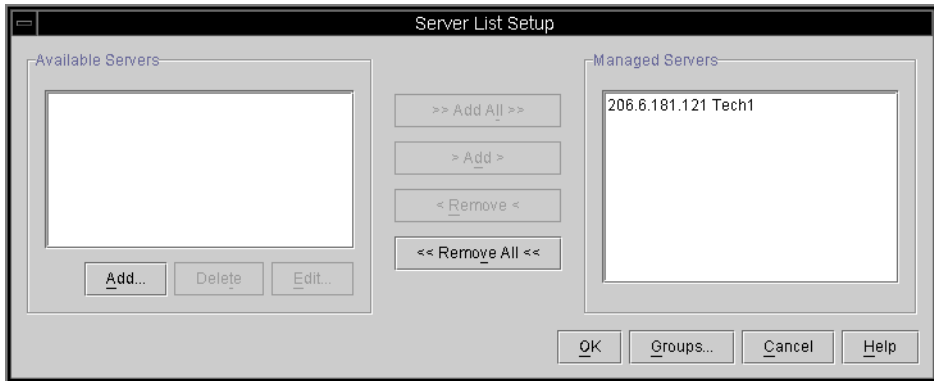 Server List Setup
Available Servers
Managed Servers
206.6.181.121 Tech1
>> Add All >>
> Add >
< Remove <
<< Remove All <<
Add...
Delete
Edit...
OK
Groups...
Cancel
Help